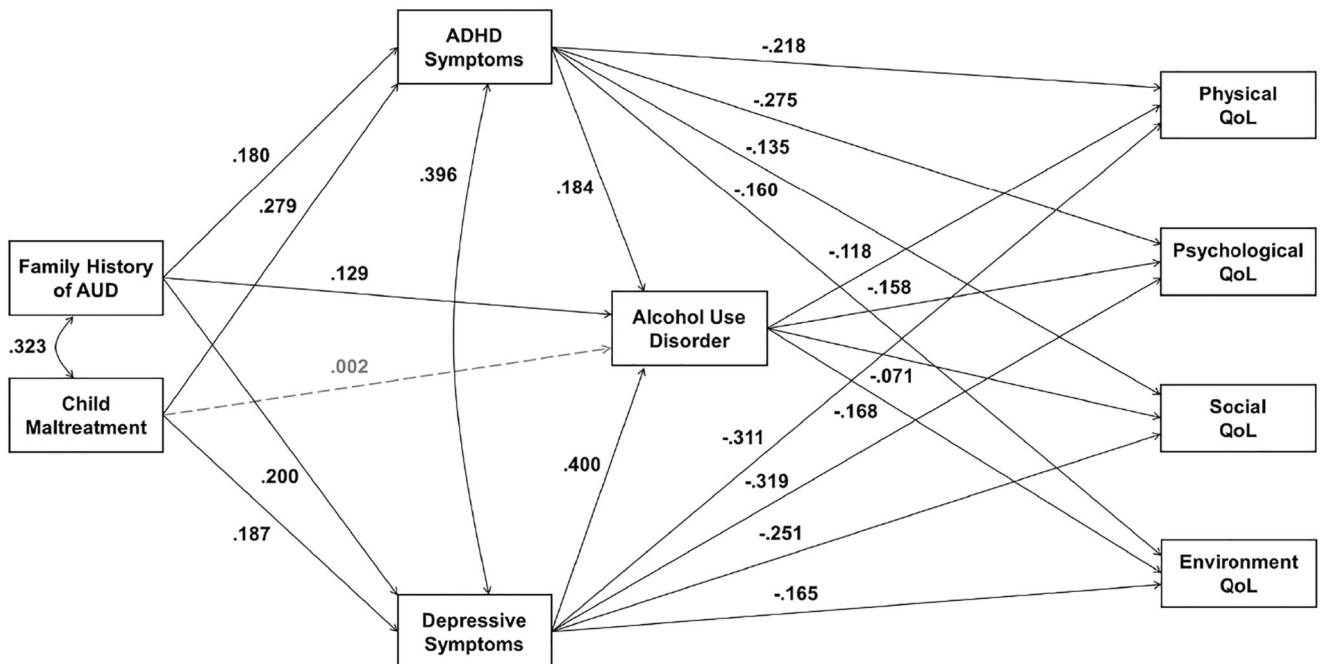 ADHD
Symptoms
-.218
Physical
QoL
-.275
-.135
.180
.396
.184
-.160
.279
Family History
of AUD
.129
-.118
Psychological
QoL
-.158
Alcohol Use
Disorder
.323
.002
-.071
Child
Maltreatment
-.168
Social
QoL
-.311
.400
.200
-.319
.187
-.251
Environment
QoL
-.165
Depressive
Symptoms